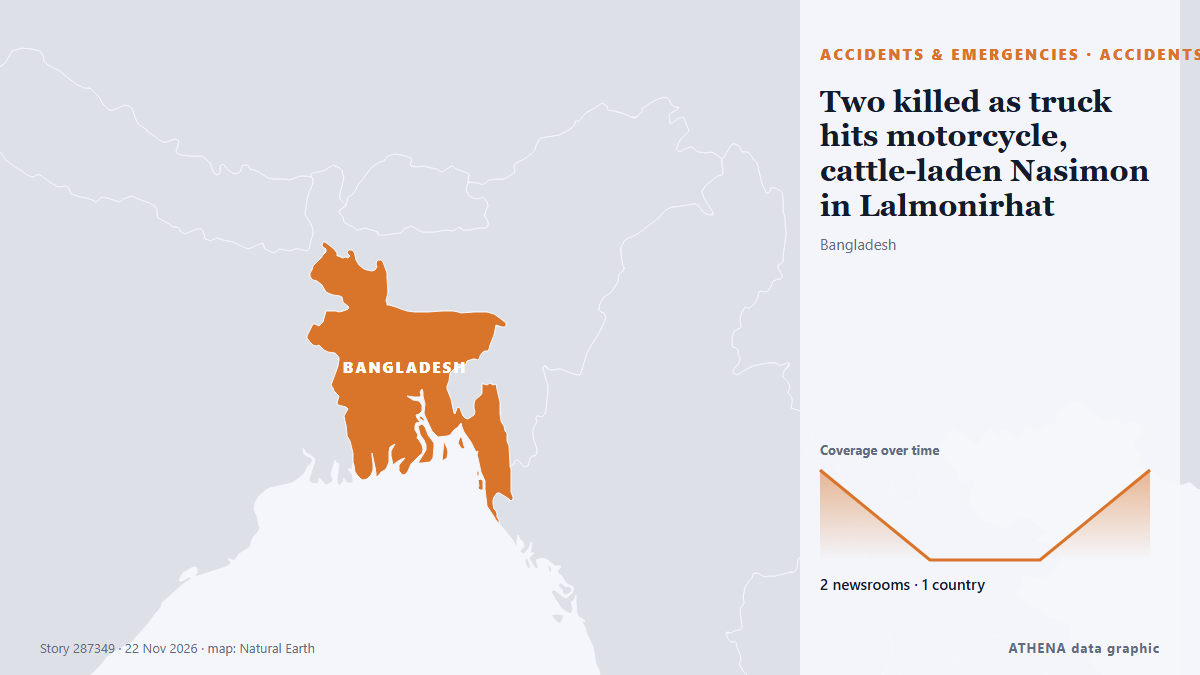 ACCIDENTS & EMERGENCIES · ACCIDENTS
Two killed as truck
hits motorcycle,
cattle-laden Nasimon
in Lalmonirhat
Bangladesh
BANGLADESH
Coverage over time
2 newsrooms · 1 country
Story 287349 · 22 Nov 2026 · map: Natural Earth
ATHENA data graphic